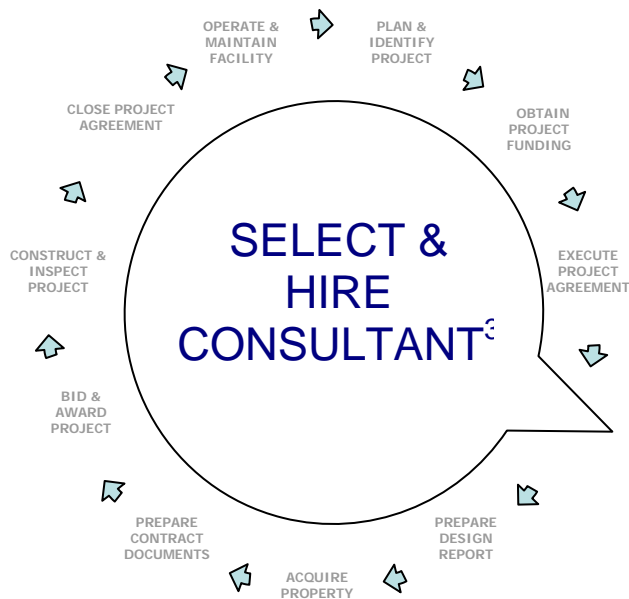 OPERATE &
MAINTAIN
FACILITY
PLAN &
IDENTIFY
PROJECT
OBTAIN
PROJECT
FUNDING
EXECUTE
PROJECT
AGREEMENT
PREPARE
DESIGN
REPORT
ACQUIRE
PROPERTY
PREPARE
CONTRACT
DOCUMENTS
BID &
AWARD
PROJECT
CONSTRUCT &
INSPECT
PROJECT
CLOSE PROJECT
AGREEMENT
SELECT &
HIRE
CONSULTANT³